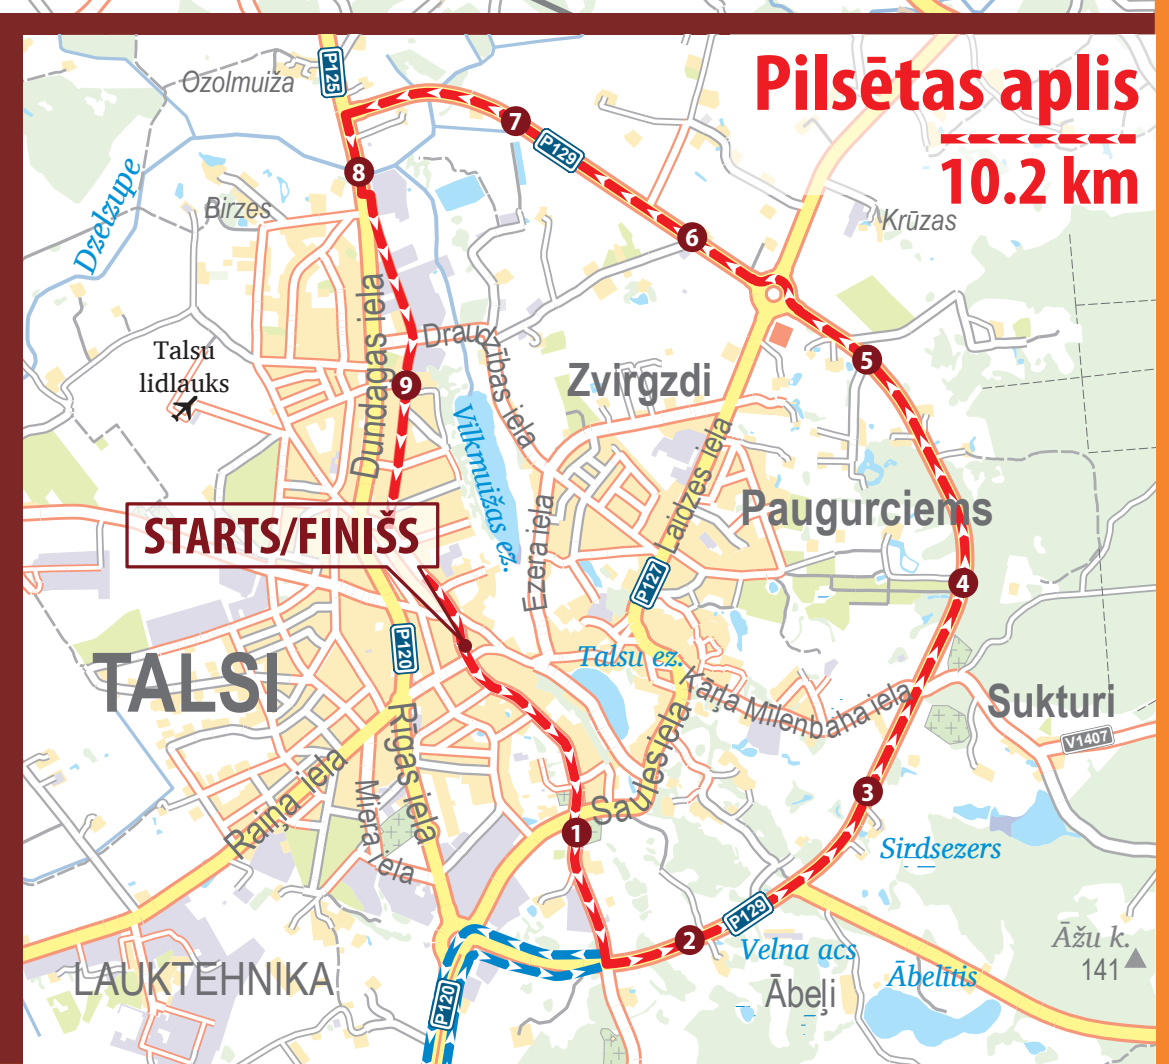 Pilsētas aplis
10.2 km
P125
Ozolmuiža
7
P129
8
Dzelzupe
Birzes
6
Krūzas
Dundagas iela
Draudzības iela
Talsu
lidlauks
5
Zvirgzdi
9
Vilkmuižas ez.
Laidzes iela
Paugurciems
STARTS/FINIŠS
Ezera iela
P127
4
P120
Talsu ez.
TALSI
Kārļa Mīlenbaha iela
Sukturi
V1407
Rīgas iela
Raiņa iela
Miera iela
Saules iela
3
1
Sirdsezers
P129
2
Velna acs
Āžu k.
141
LAUKTEHNIKA
Ābeļi
Ābelītis
P120